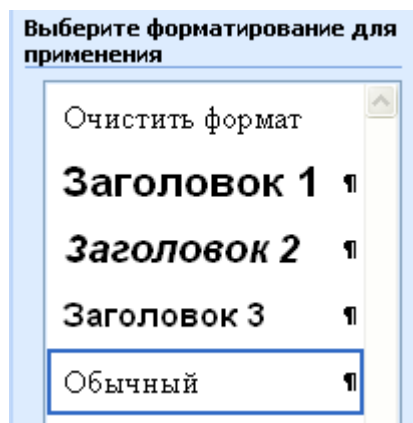 Выберите форматирование для
применения
Очистить формат
Заголовок 1 ¶
Заголовок 2 ¶
Заголовок 3 ¶
Обычный ¶